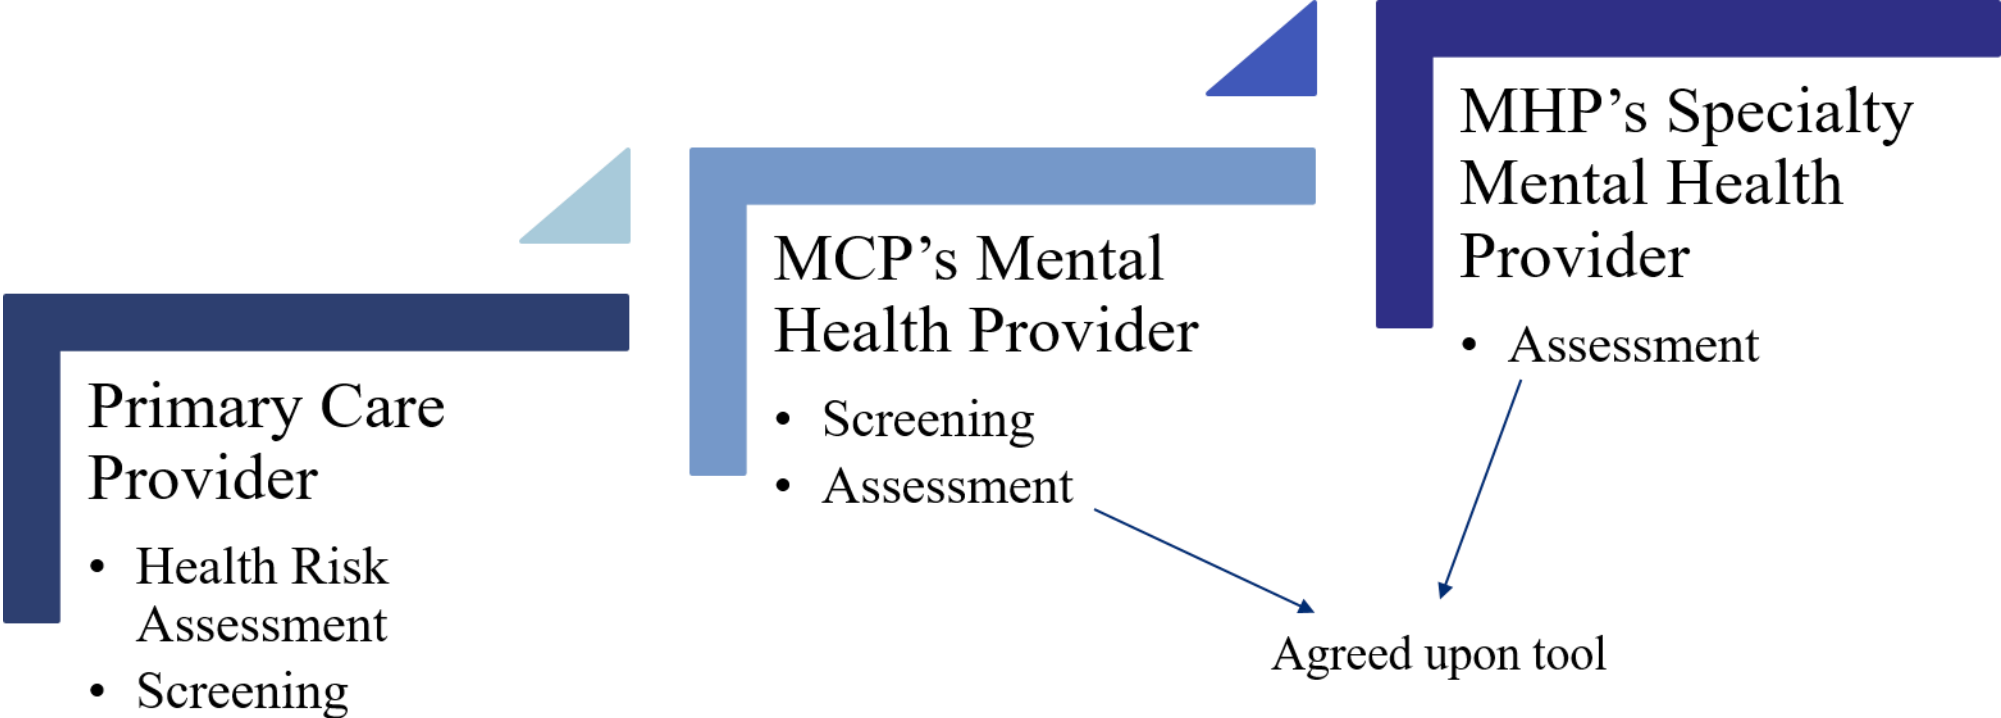 Primary Care
Provider
• Health Risk
Assessment
• Screening
MCP’s Mental
Health Provider
• Screening
• Assessment
MHP’s Specialty
Mental Health
Provider
• Assessment
Agreed upon tool